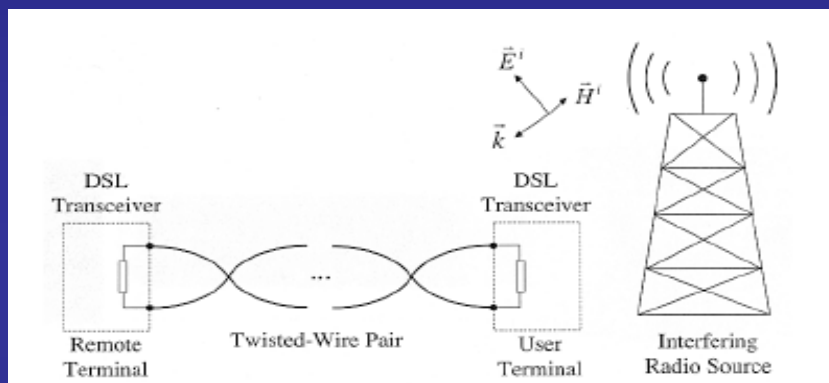 E⃗ⁱ
H⃗ⁱ
k⃗
DSL
Transceiver
DSL
Transceiver
...
Remote
Terminal
Twisted-Wire Pair
User
Terminal
Interfering
Radio Source